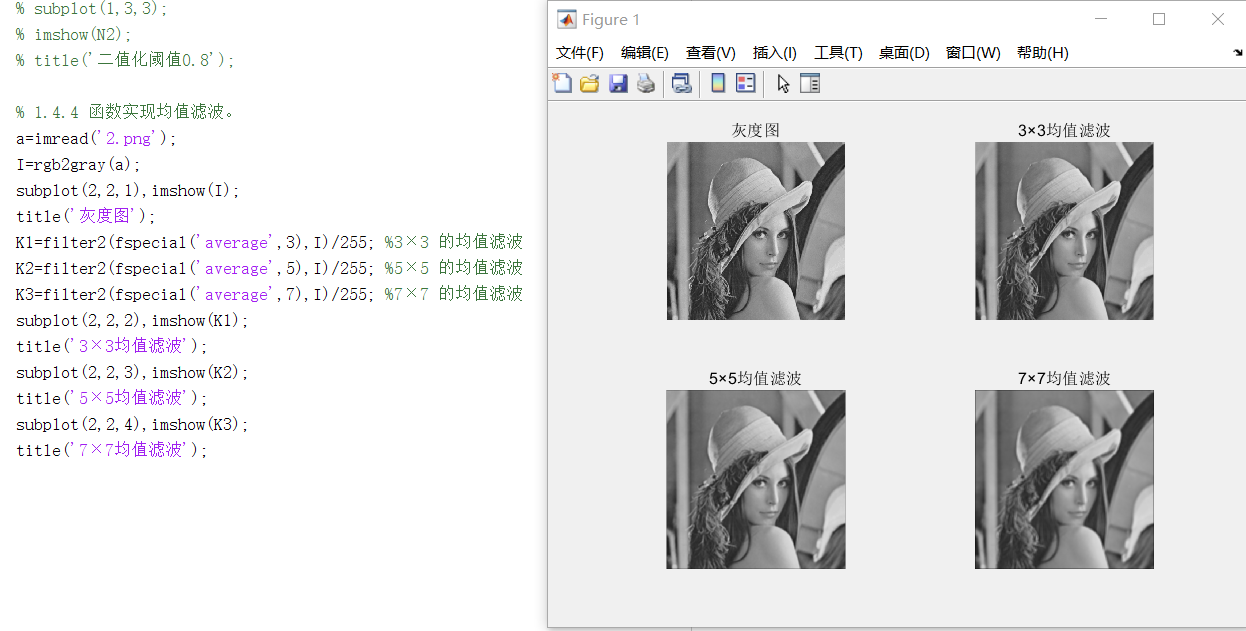 % subplot(1,3,3);
% imshow(N2);
% title('二值化阈值0.8');
% 1.4.4 函数实现均值滤波。
a=imread('2.png');
I=rgb2gray(a);
subplot(2,2,1),imshow(I);
title('灰度图');
K1=filter2(fspecial('average',3),I)/255; %3×3 的均值滤波
K2=filter2(fspecial('average',5),I)/255; %5×5 的均值滤波
K3=filter2(fspecial('average',7),I)/255; %7×7 的均值滤波
subplot(2,2,2),imshow(K1);
title('3×3均值滤波');
subplot(2,2,3),imshow(K2);
title('5×5均值滤波');
subplot(2,2,4),imshow(K3);
title('7×7均值滤波');
Figure 1
文件(F) 编辑(E) 查看(V) 插入(I) 工具(T) 桌面(D) 窗口(W) 帮助(H)
灰度图
3×3均值滤波
5×5均值滤波
7×7均值滤波